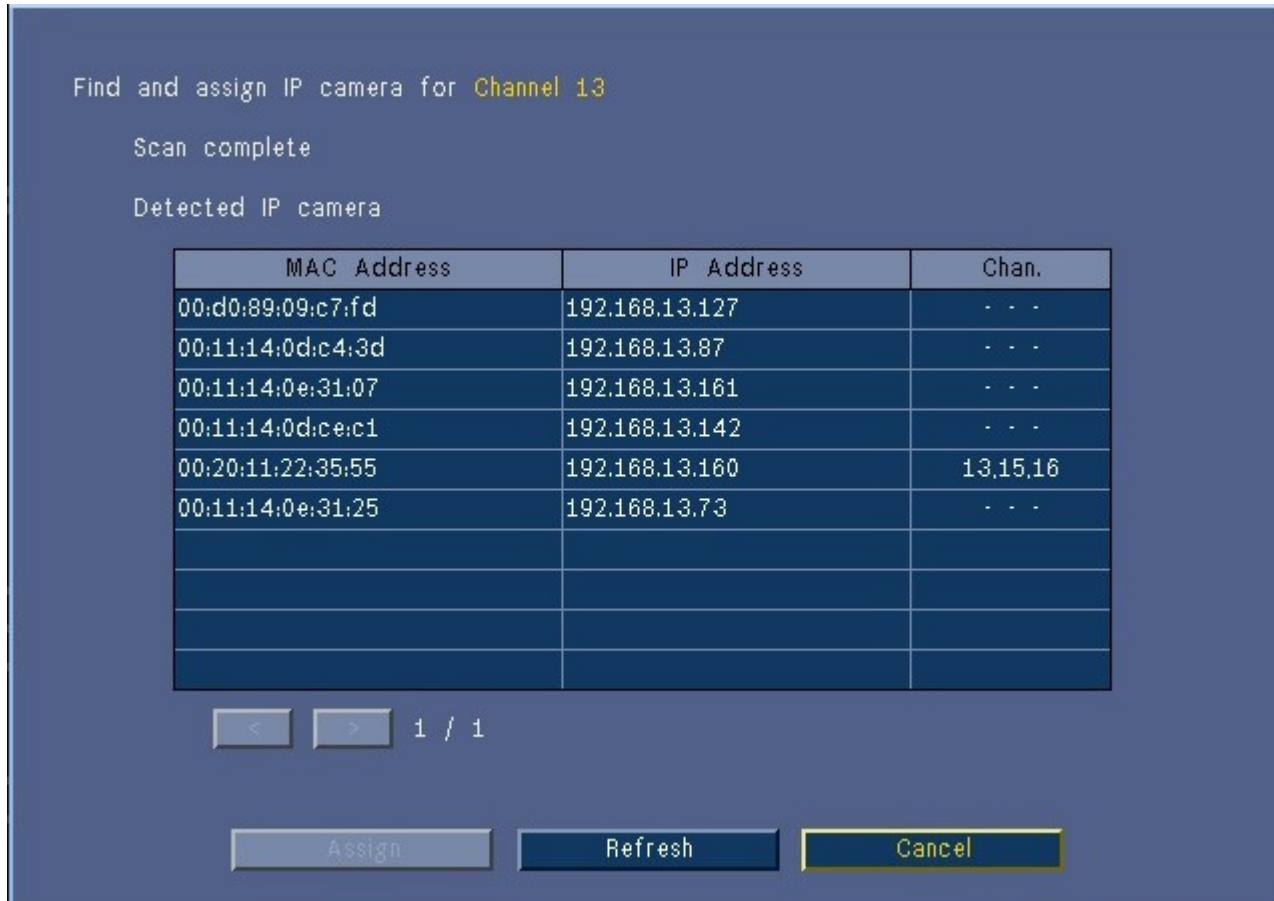 Find and assign IP camera for Channel 13
Scan complete
Detected IP camera
MAC Address IP Address Chan.
00:d0:89:09:c7:fd 192.168.13.127 - - -
00:11:14:0d:c4:3d 192.168.13.87 - - -
00:11:14:0e:31:07 192.168.13.161 - - -
00:11:14:0d:ce:c1 192.168.13.142 - - -
00:20:11:22:35:55 192.168.13.160 13,15,16
00:11:14:0e:31:25 192.168.13.73 - - -
< > 1 / 1
Assign Refresh Cancel